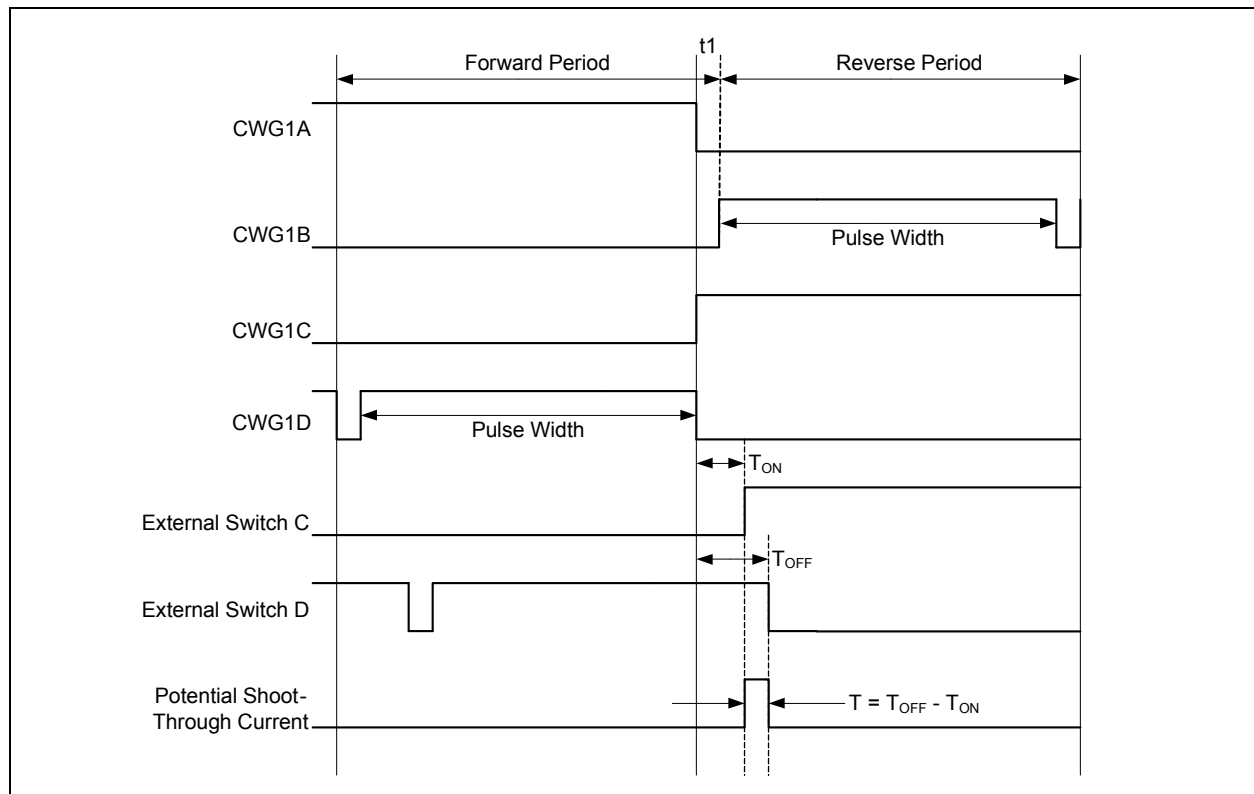 t1
Forward Period
Reverse Period
CWG1A
CWG1B
Pulse Width
CWG1C
CWG1D
Pulse Width
TON
External Switch C
TOFF
External Switch D
Potential Shoot-
Through Current
T = TOFF - TON